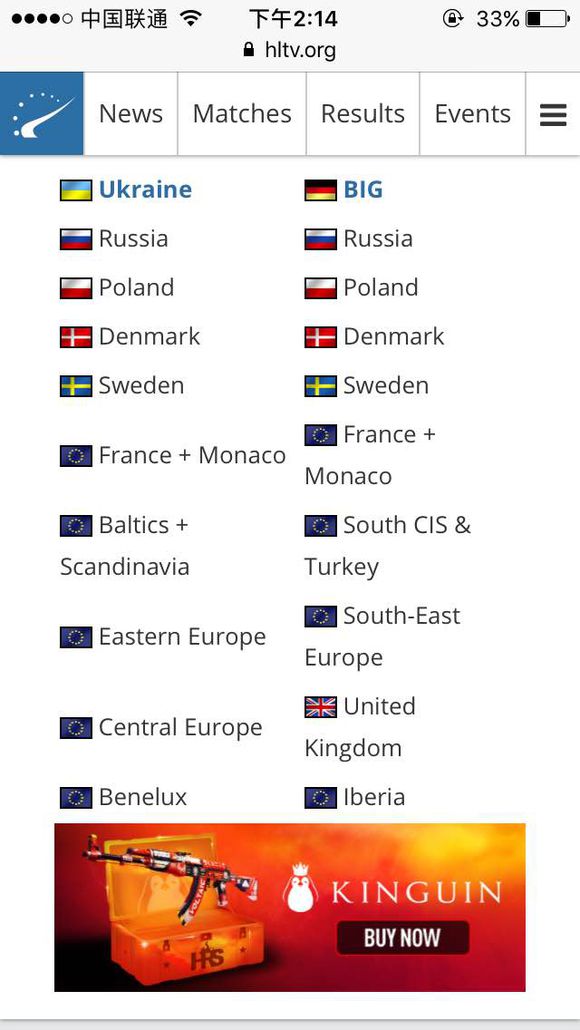 中国联通 下午2:14 33%
hltv.org
News Matches Results Events
Ukraine BIG
Russia Russia
Poland Poland
Denmark Denmark
Sweden Sweden
France + Monaco France +
Monaco
Baltics + South CIS &
Scandinavia Turkey
Eastern Europe South-East
Europe
Central Europe United
Kingdom
Benelux Iberia
KINGUIN
BUY NOW
HRS